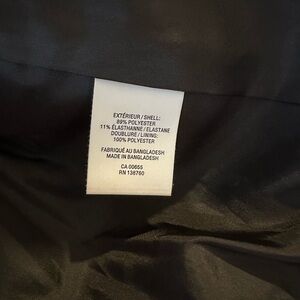 EXTÉRIEUR/SHELL:
89% POLYESTER
11% ÉLASTHANNE/ELASTANE
DOUBLURE/LINING:
100% POLYESTER
FABRIQUÉ AU BANGLADESH
MADE IN BANGLADESH
CA 00655
RN 138760